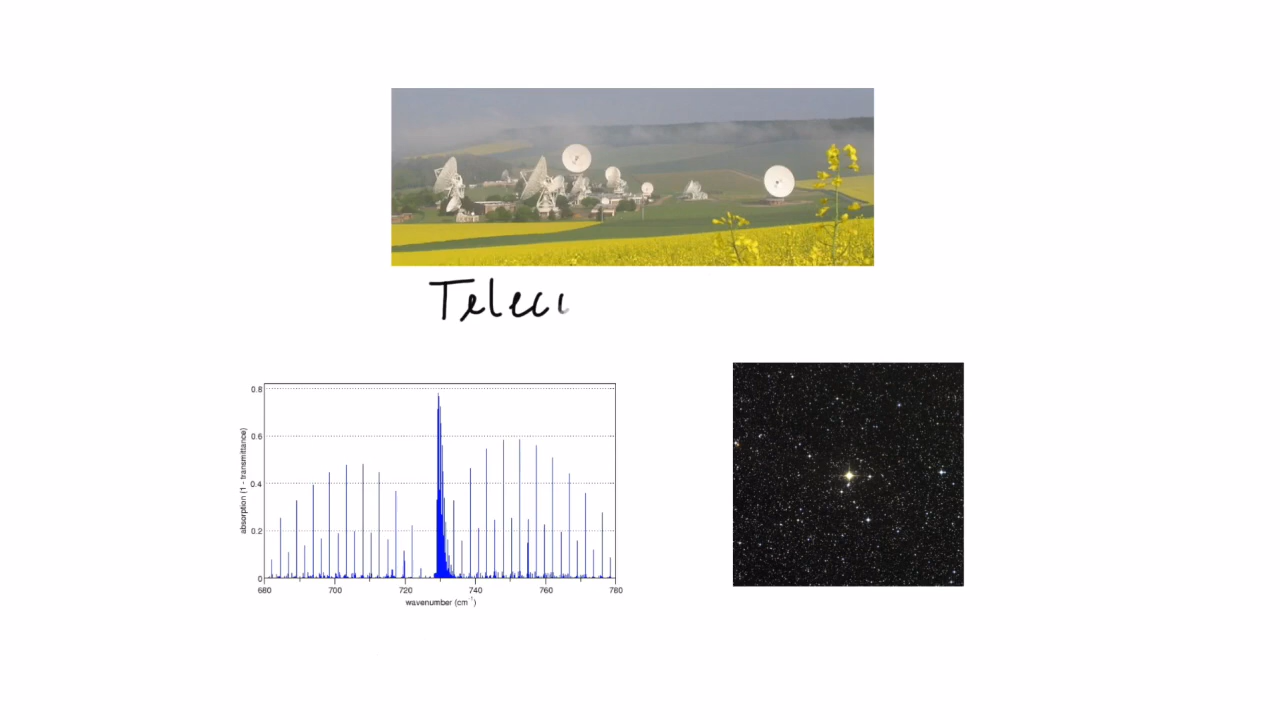 Telec
0.8
0.6
0.4
0.2
0
absorption (1 - transmittance)
680 700 720 740 760 780
wavenumber (cm⁻¹)